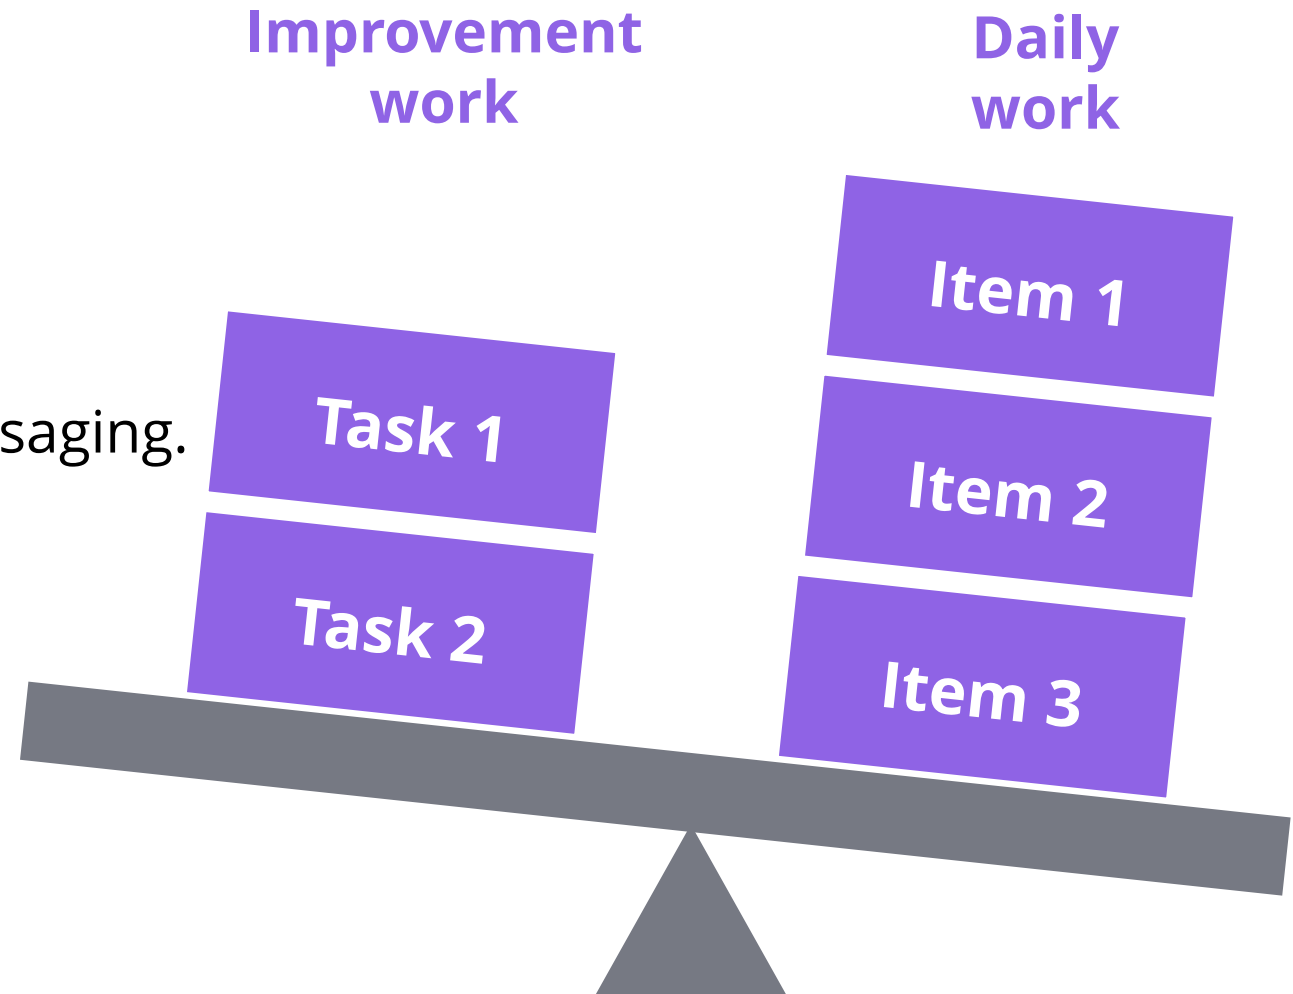 Improvement
work
Daily
work
Item 1
Task 1
saging.
Item 2
Task 2
Item 3